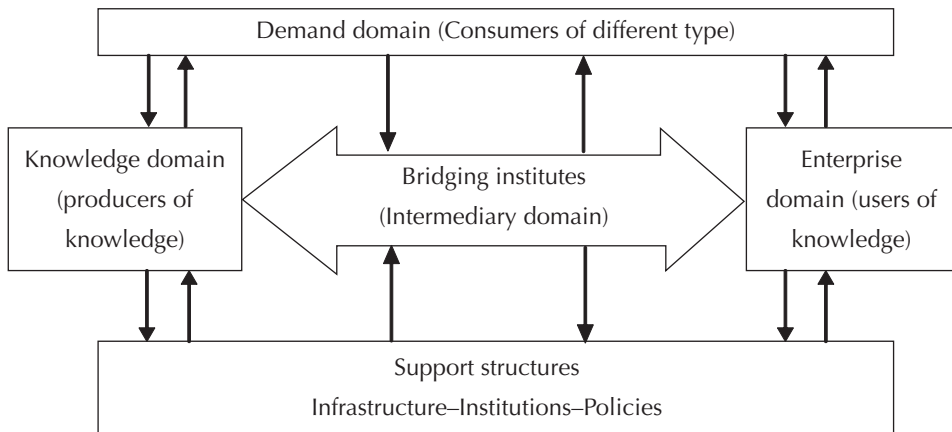 Demand domain (Consumers of different type)
Knowledge domain
(producers of
knowledge)
Bridging institutes
(Intermediary domain)
Enterprise
domain (users of
knowledge)
Support structures
Infrastructure–Institutions–Policies